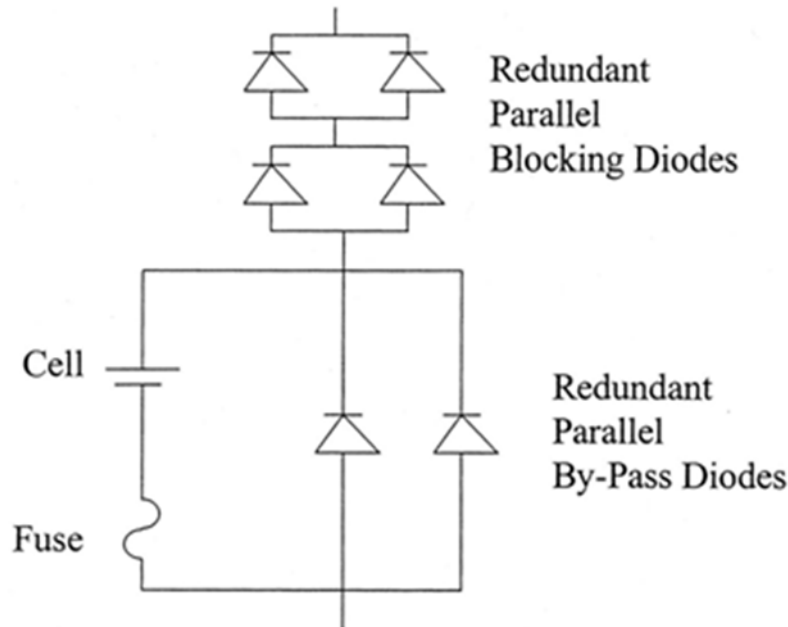 Redundant
Parallel
Blocking Diodes
Cell
Redundant
Parallel
By-Pass Diodes
Fuse